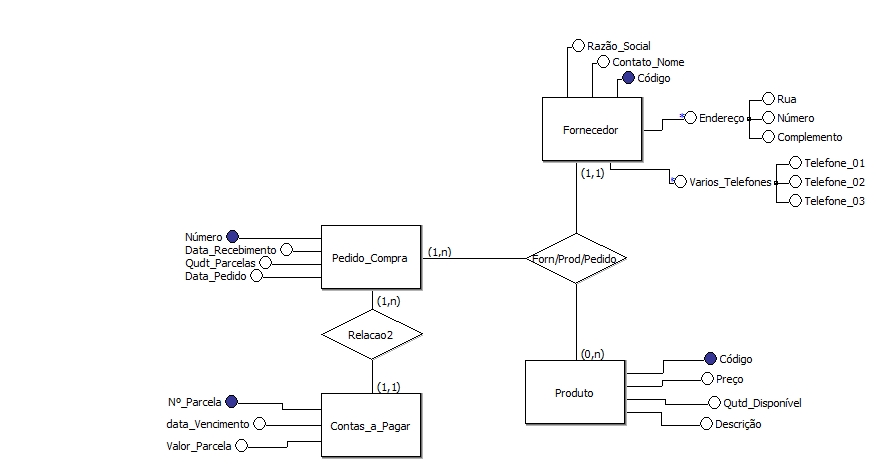 Razão_Social
Contato_Nome
Código
Fornecedor
* Endereço
Rua
Número
Complemento
(1,1)
* Varios_Telefones
Telefone_01
Telefone_02
Telefone_03
Número
Data_Recebimento
Qudt_Parcelas
Data_Pedido
Pedido_Compra
(1,n)
Forn/Prod/Pedido
(1,n)
Relacao2
(1,1)
(0,n)
Produto
Código
Preço
Qutd_Disponível
Descrição
Nº_Parcela
data_Vencimento
Valor_Parcela
Contas_a_Pagar